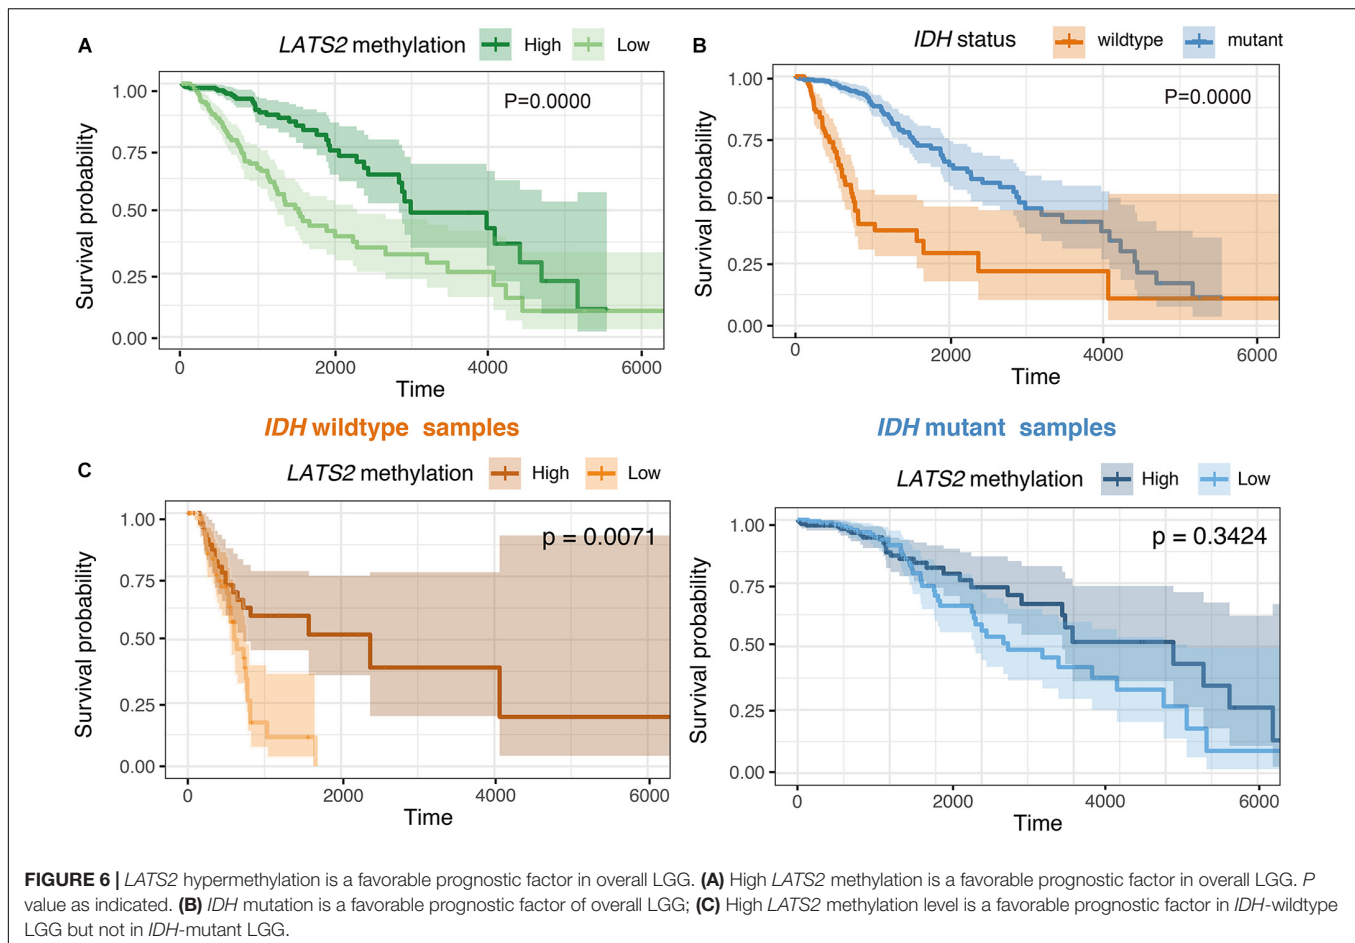 A
LATS2 methylation High Low
P=0.0000
Survival probability
1.00
0.75
0.50
0.25
0.00
0 2000 4000 6000
Time
B
IDH status wildtype mutant
P=0.0000
Survival probability
1.00
0.75
0.50
0.25
0.00
0 2000 4000 6000
Time
IDH wildtype samples
C
LATS2 methylation High Low
p = 0.0071
Survival probability
1.00
0.75
0.50
0.25
0.00
0 2000 4000 6000
Time
IDH mutant samples
LATS2 methylation High Low
p = 0.3424
Survival probability
1.00
0.75
0.50
0.25
0.00
0 2000 4000 6000
Time
FIGURE 6 | LATS2 hypermethylation is a favorable prognostic factor in overall LGG. (A) High LATS2 methylation is a favorable prognostic factor in overall LGG. P
value as indicated. (B) IDH mutation is a favorable prognostic factor of overall LGG; (C) High LATS2 methylation level is a favorable prognostic factor in IDH-wildtype
LGG but not in IDH-mutant LGG.